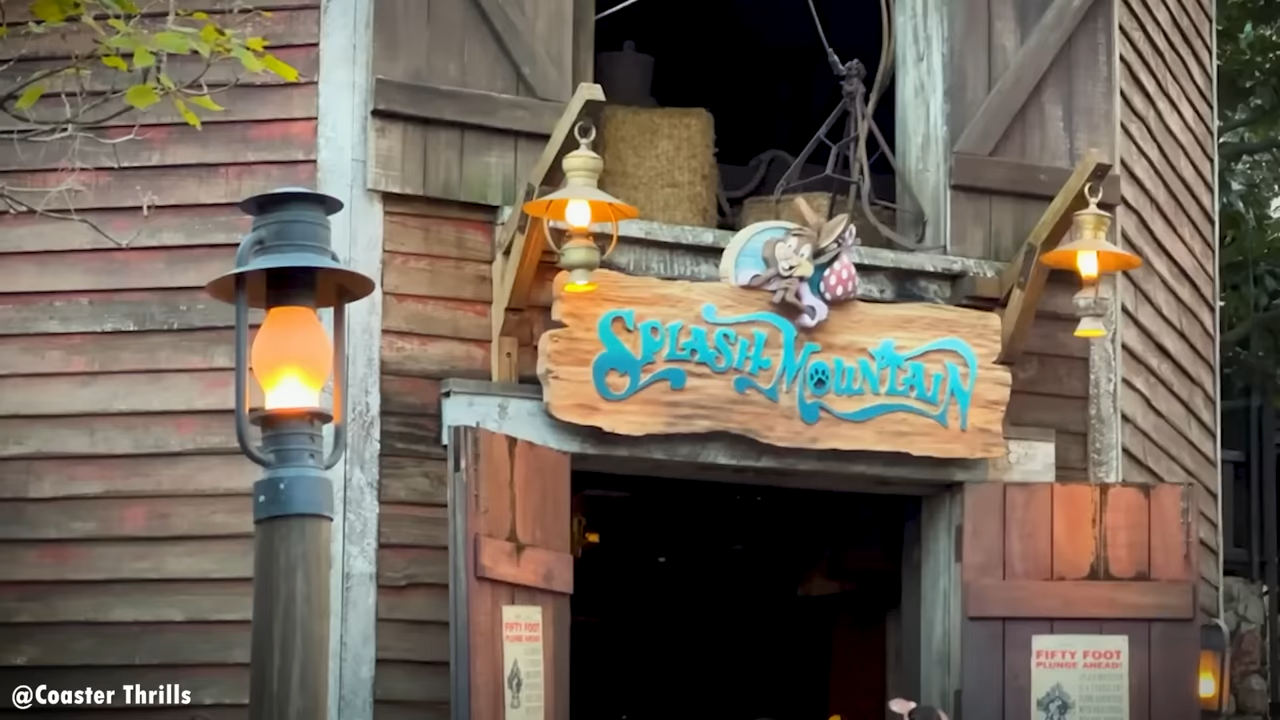 SPLASH MOUNTAIN
FIFTY FOOT
PLUNGE AHEAD!
FIFTY FOOT
PLUNGE AHEAD!
@Coaster Thrills